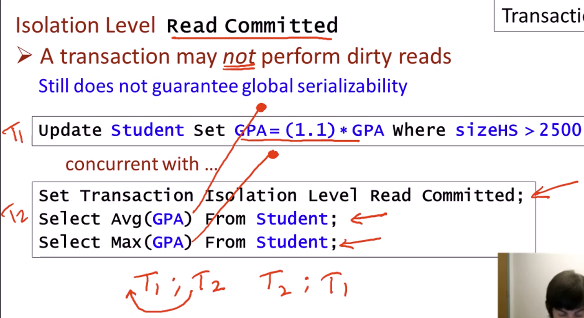 Isolation Level Read Committed
Transacti
➢ A transaction may not perform dirty reads
Still does not guarantee global serializability
T1 Update Student Set GPA = (1.1) * GPA Where sizeHS > 2500
concurrent with …
T2 Set Transaction Isolation Level Read Committed;
Select Avg(GPA) From Student;
Select Max(GPA) From Student;
T1 ; T2 T2 ; T1